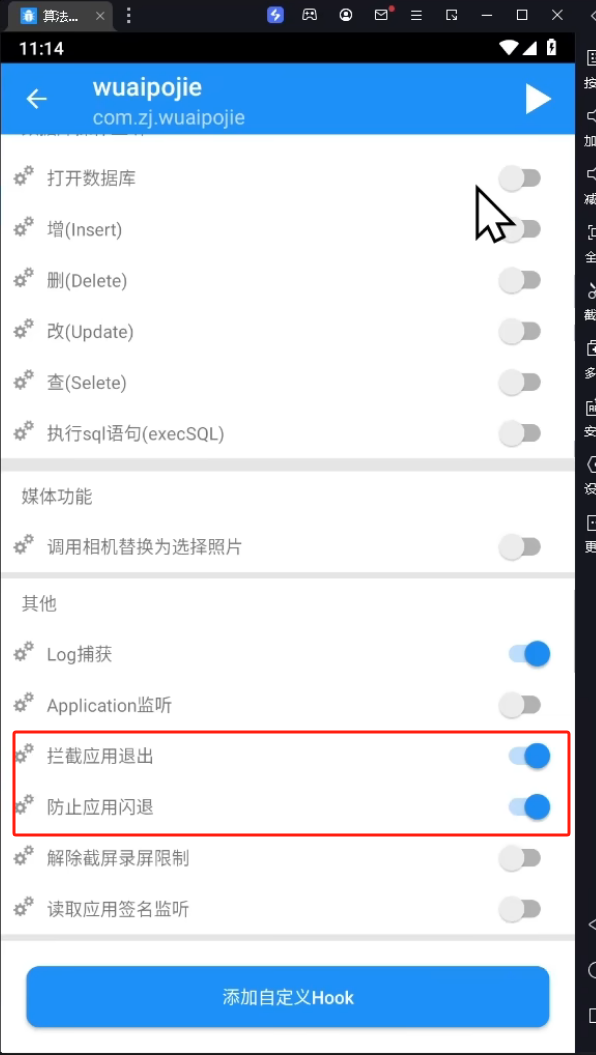 算法...
11:14
wuaipojie
com.zj.wuaipojie
打开数据库
增(Insert)
删(Delete)
改(Update)
查(Selete)
执行sql语句(execSQL)
媒体功能
调用相机替换为选择照片
其他
Log捕获
Application监听
拦截应用退出
防止应用闪退
解除截屏录屏限制
读取应用签名监听
添加自定义Hook
按
加
减
全
截
多
安
设
更